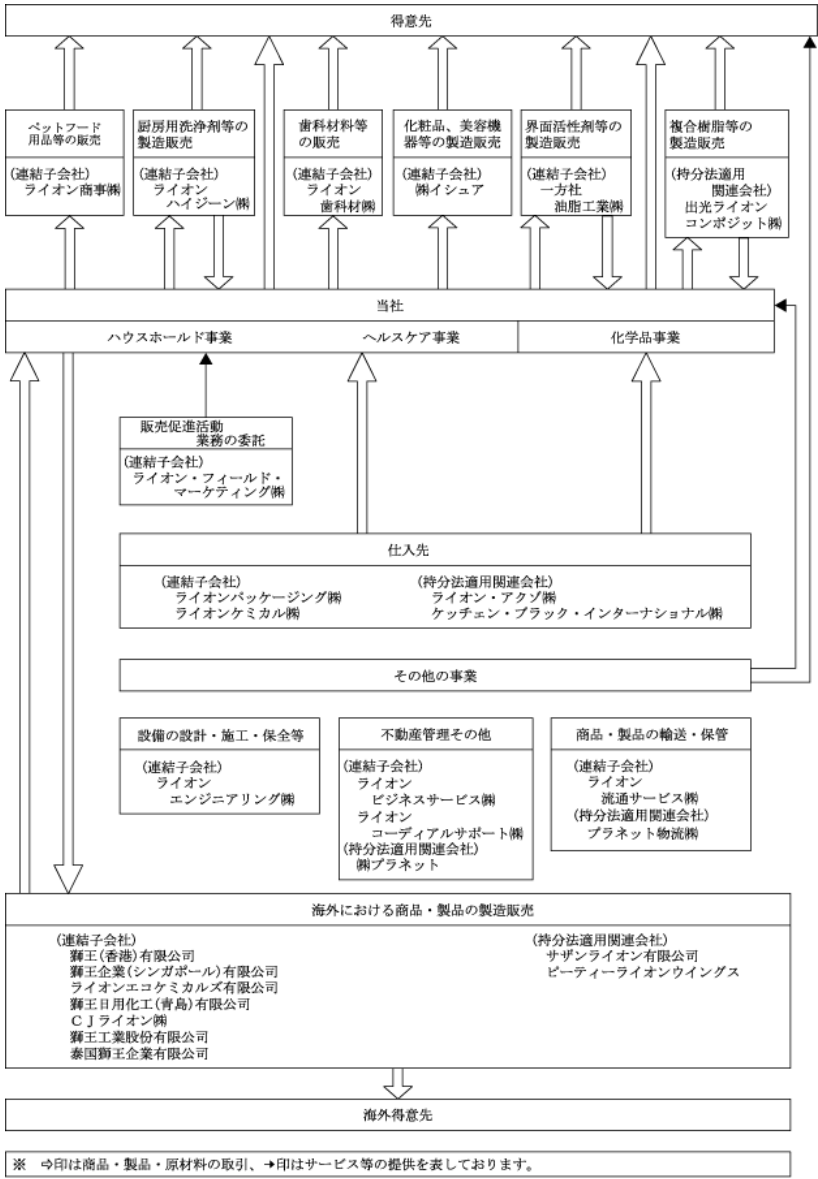 得意先
ペットフード
用品等の販売
(連結子会社)
ライオン商事㈱
厨房用洗浄剤等の
製造販売
(連結子会社)
ライオン
ハイジーン㈱
歯科材料等
の販売
(連結子会社)
ライオン
歯科材㈱
化粧品、美容機
器等の製造販売
(連結子会社)
㈱イシュア
界面活性剤等の
製造販売
(連結子会社)
一方社
油脂工業㈱
複合樹脂等の
製造販売
(持分法適用
関連会社)
出光ライオン
コンポジット㈱
当社
ハウスホールド事業
ヘルスケア事業
化学品事業
販売促進活動
業務の委託
(連結子会社)
ライオン・フィールド・
マーケティング㈱
仕入先
(連結子会社)
ライオンパッケージング㈱
ライオンケミカル㈱
(持分法適用関連会社)
ライオン・アクゾ㈱
ケッチェン・ブラック・インターナショナル㈱
その他の事業
設備の設計・施工・保全等
(連結子会社)
ライオン
エンジニアリング㈱
不動産管理その他
(連結子会社)
ライオン
ビジネスサービス㈱
ライオン
コーディアルサポート㈱
(持分法適用関連会社)
㈱プラネット
商品・製品の輸送・保管
(連結子会社)
ライオン
流通サービス㈱
(持分法適用関連会社)
プラネット物流㈱
海外における商品・製品の製造販売
(連結子会社)
獅王(香港)有限公司
獅王企業(シンガポール)有限公司
ライオンエコケミカルズ有限公司
獅王日用化工(青島)有限公司
ＣＪライオン㈱
獅王工業股份有限公司
泰国獅王企業有限公司
(持分法適用関連会社)
サザンライオン有限公司
ピーティーライオンウイングス
海外得意先
※ ⇨印は商品・製品・原材料の取引、➝印はサービス等の提供を表しております。